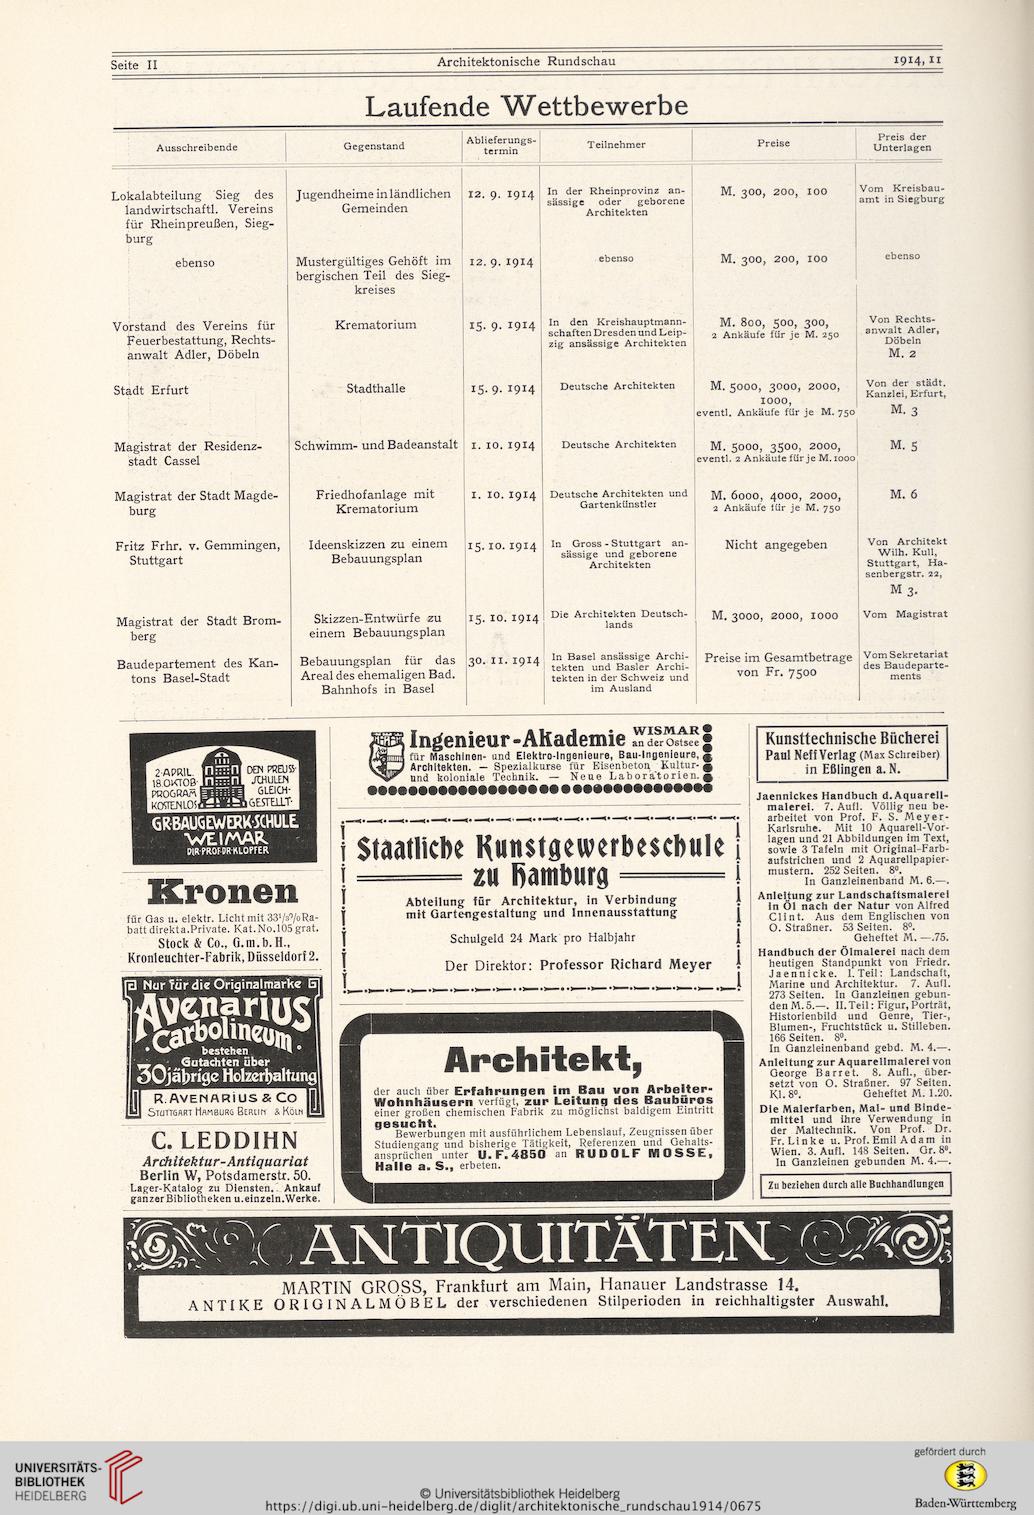 Seite II
Architektonische Rundschau
1914, 11
Laufende Wettbewerbe
Ausschreibende
Gegenstand
Ablieferungs-
termin
Teilnehmer
Preise
Preis der
Unterlagen
Lokalabteilung Sieg des
landwirtschaftl. Vereins
für Rheinpreußen, Sieg-
burg
Jugendheime in ländlichen
Gemeinden
12. 9. 1914
In der Rheinprovinz an-
sässige oder geborene
Architekten
M. 300, 200, 100
Vom Kreisbau-
amt in Siegburg
ebenso
Mustergültiges Gehöft im
bergischen Teil des Sieg-
kreises
12. 9. 1914
ebenso
M. 300, 200, 100
ebenso
Vorstand des Vereins für
Feuerbestattung, Rechts-
anwalt Adler, Döbeln
Krematorium
15. 9. 1914
In den Kreishauptmann-
schaften Dresden und Leip-
zig ansässige Architekten
M. 800, 500, 300,
2 Ankäufe für je M. 250
Von Rechts-
anwalt Adler,
Döbeln
M. 2
Stadt Erfurt
Stadthalle
15. 9. 1914
Deutsche Architekten
M. 5000, 3000, 2000,
1000,
eventl. Ankäufe für je M. 750
Von der städt.
Kanzlei, Erfurt,
M. 3
Magistrat der Residenz-
stadt Cassel
Schwimm- und Badeanstalt
1. 10. 1914
Deutsche Architekten
M. 5000, 3500, 2000,
eventl. 2 Ankäufe für je M. 1000
M. 5
Magistrat der Stadt Magde-
burg
Friedhofanlage mit
Krematorium
1. 10. 1914
Deutsche Architekten und
Gartenkünstler
M. 6000, 4000, 2000,
2 Ankäufe für je M. 750
M. 6
Fritz Frhr. v. Gemmingen,
Stuttgart
Ideenskizzen zu einem
Bebauungsplan
15. 10. 1914
In Gross-Stuttgart an-
sässige und geborene
Architekten
Nicht angegeben
Von Architekt
Wilh. Kull,
Stuttgart, Ha-
senbergstr. 22,
M 3.
Magistrat der Stadt Brom-
berg
Skizzen-Entwürfe zu
einem Bebauungsplan
15. 10. 1914
Die Architekten Deutsch-
lands
M. 3000, 2000, 1000
Vom Magistrat
Baudepartement des Kan-
tons Basel-Stadt
Bebauungsplan für das
Areal des ehemaligen Bad.
Bahnhofs in Basel
30. 11. 1914
In Basel ansässige Archi-
tekten und Basler Archi-
tekten in der Schweiz und
im Ausland
Preise im Gesamtbetrage
von Fr. 7500
Vom Sekretariat
des Baudeparte-
ments
2·APRIL.
18.OKTOB·
PROGRAM
KOSTENLOS
DEN PREUSS·
SCHULEN
GLEICH-
GESTELLT·
GR·BAUGEWERK·SCHULE
WEIMAR
DIR·PROF·DR·KLOPFER
Kronen
für Gas u. elektr. Licht mit 33¹/₃% Ra-
batt direkt a. Private. Kat. No. 105 grat.
Stock & Co., G. m. b. H.,
Kronleuchter-Fabrik, Düsseldorf 2.
Nur für die Originalmarke
Avenarius
Carbolineum
bestehen
Gutachten über
30jährige Holzerhaltung
R. AVENARIUS & CO
STUTTGART HAMBURG BERLIN & KÖLN
C. LEDDIHN
Architektur-Antiquariat
Berlin W, Potsdamerstr. 50.
Lager-Katalog zu Diensten. Ankauf
ganzer Bibliotheken u. einzeln. Werke.
Ingenieur-Akademie WISMAR
an der Ostsee
für Maschinen- und Elektro-Ingenieure, Bau-Ingenieure,
Architekten. — Spezialkurse für Eisenbeton, Kultur-
und koloniale Technik. — Neue Laboratorien.
Staatliche Kunstgewerbeschule
zu Hamburg
Abteilung für Architektur, in Verbindung
mit Gartengestaltung und Innenausstattung
Schulgeld 24 Mark pro Halbjahr
Der Direktor: Professor Richard Meyer
Architekt,
der auch über Erfahrungen im Bau von Arbeiter-
Wohnhäusern verfügt, zur Leitung des Baubüros
einer großen chemischen Fabrik zu möglichst baldigem Eintritt
gesucht.
Bewerbungen mit ausführlichem Lebenslauf, Zeugnissen über
Studiengang und bisherige Tätigkeit, Referenzen und Gehalts-
ansprüchen unter U. F. 4850 an RUDOLF MOSSE,
Halle a. S., erbeten.
Kunsttechnische Bücherei
Paul Neff Verlag (Max Schreiber)
in Eßlingen a. N.
Jaennickes Handbuch d. Aquarell-
malerei. 7. Aufl. Völlig neu be-
arbeitet von Prof. F. S. Meyer-
Karlsruhe. Mit 10 Aquarell-Vor-
lagen und 21 Abbildungen im Text,
sowie 3 Tafeln mit Original-Farb-
aufstrichen und 2 Aquarellpapier-
mustern. 252 Seiten. 8⁰.
In Ganzleinenband M. 6.—.
Anleitung zur Landschaftsmalerei
in Öl nach der Natur von Alfred
Clint. Aus dem Englischen von
O. Straßner. 53 Seiten. 8⁰.
Geheftet M. —.75.
Handbuch der Ölmalerei nach dem
heutigen Standpunkt von Friedr.
Jaennicke. I. Teil: Landschaft,
Marine und Architektur. 7. Aufl.
273 Seiten. In Ganzleinen gebun-
den M. 5.—. II. Teil: Figur, Porträt,
Historienbild und Genre, Tier-,
Blumen-, Fruchtstück u. Stilleben.
166 Seiten. 8⁰.
In Ganzleinenband gebd. M. 4.—.
Anleitung zur Aquarellmalerei von
George Barret. 8. Aufl., über-
setzt von O. Straßner. 97 Seiten.
Kl. 8⁰. Geheftet M. 1.20.
Die Malerfarben, Mal- und Binde-
mittel und ihre Verwendung in
der Maltechnik. Von Prof. Dr.
Fr. Linke u. Prof. Emil Adam in
Wien. 3. Aufl. 148 Seiten. Gr. 8⁰.
In Ganzleinen gebunden M. 4.—.
Zu beziehen durch alle Buchhandlungen
ANTIQUITÄTEN
MARTIN GROSS, Frankfurt am Main, Hanauer Landstrasse 14.
ANTIKE ORIGINALMÖBEL der verschiedenen Stilperioden in reichhaltigster Auswahl.
UNIVERSITÄTS-
BIBLIOTHEK
HEIDELBERG
© Universitätsbibliothek Heidelberg
https://digi.ub.uni-heidelberg.de/diglit/architektonische_rundschau1914/0675
gefördert durch
Baden-Württemberg